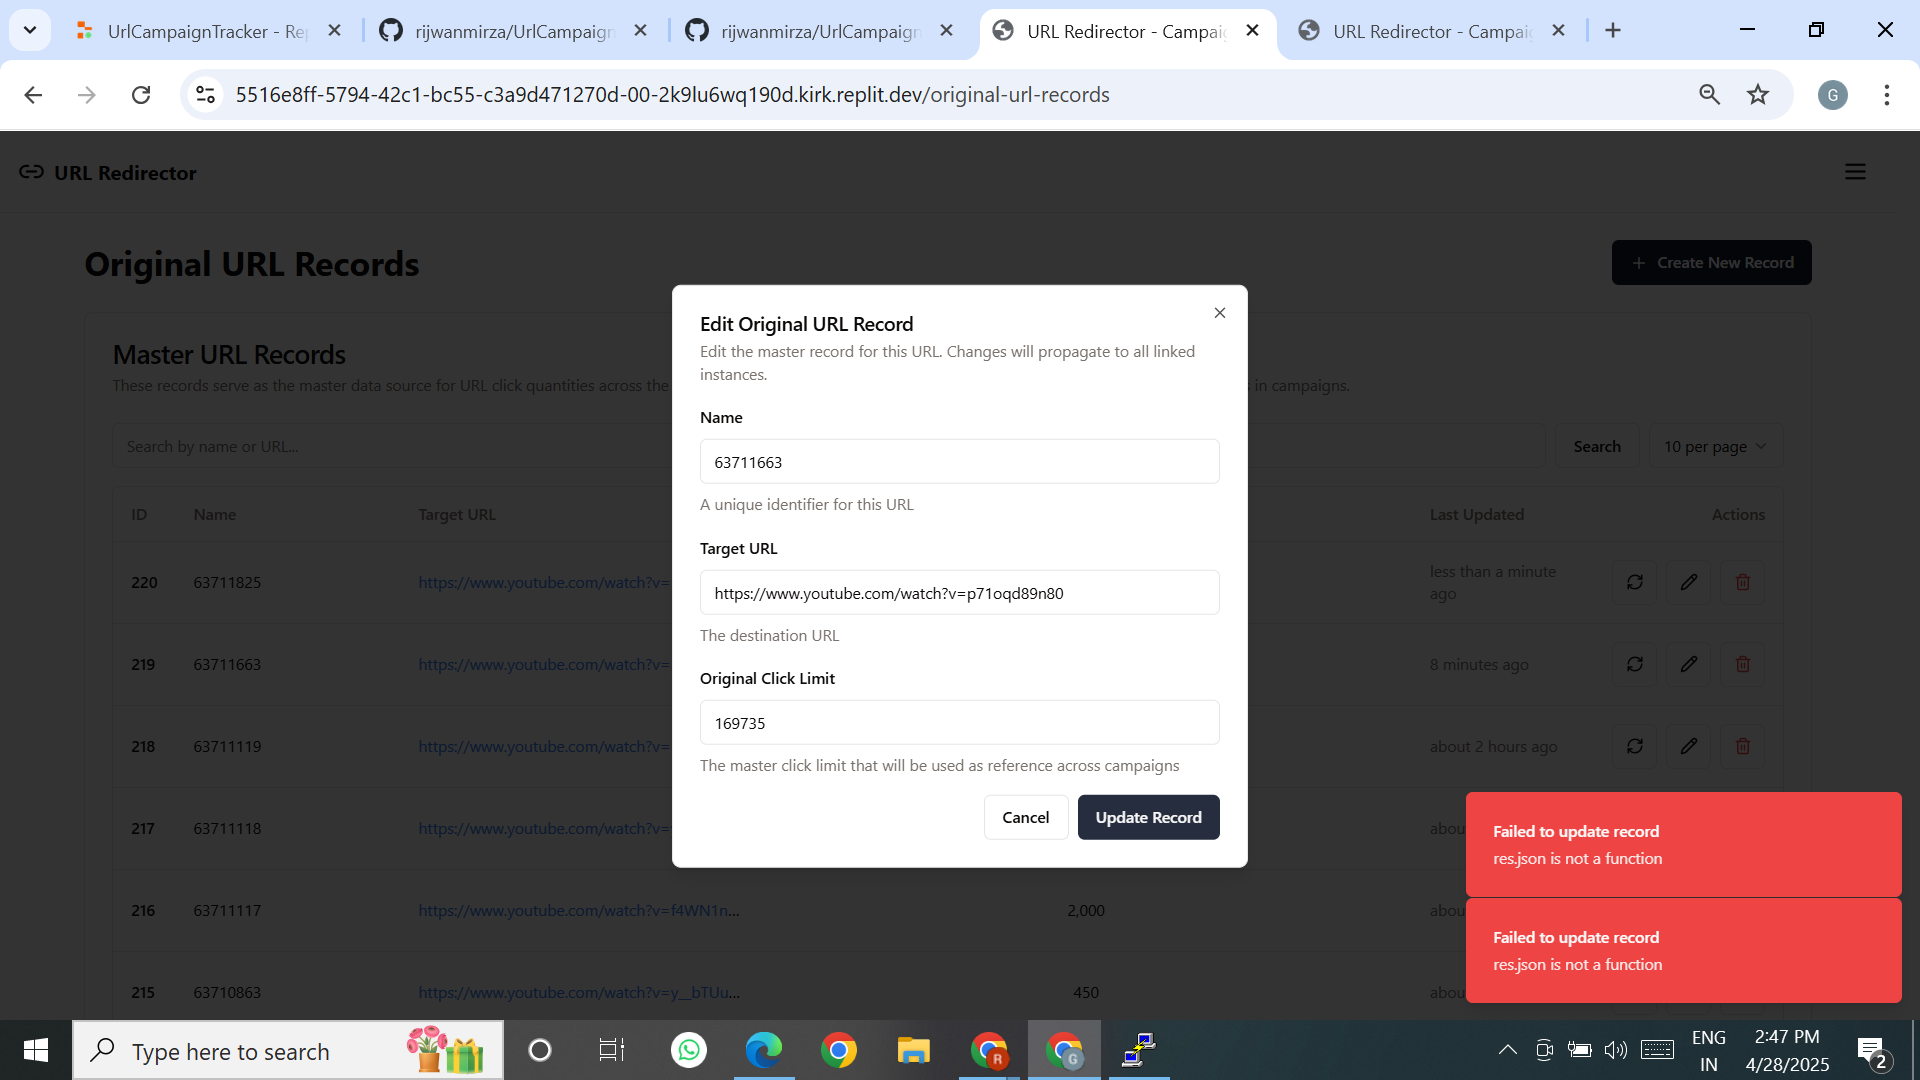 UrlCampaignTracker - Rep
rijwanmirza/UrlCampaign
rijwanmirza/UrlCampaign
URL Redirector - Campaig
URL Redirector - Campaig
5516e8ff-5794-42c1-bc55-c3a9d471270d-00-2k9lu6wq190d.kirk.replit.dev/original-url-records
G
URL Redirector
Original URL Records
Create New Record
Master URL Records
These records serve as the master data source for URL click quantities across the
in campaigns.
Search by name or URL...
Search
10 per page
ID Name Target URL Last Updated Actions
220 63711825 https://www.youtube.com/watch?v= less than a minute ago
219 63711663 https://www.youtube.com/watch?v= 8 minutes ago
218 63711119 https://www.youtube.com/watch?v= about 2 hours ago
217 63711118 https://www.youtube.com/watch?v= abou
216 63711117 https://www.youtube.com/watch?v=f4WN1n... 2,000 abou
215 63710863 https://www.youtube.com/watch?v=y__bTUu... 450 abou
Edit Original URL Record
Edit the master record for this URL. Changes will propagate to all linked
instances.
Name
63711663
A unique identifier for this URL
Target URL
https://www.youtube.com/watch?v=p71oqd89n80
The destination URL
Original Click Limit
169735
The master click limit that will be used as reference across campaigns
Cancel
Update Record
Failed to update record
res.json is not a function
Failed to update record
res.json is not a function
Type here to search
R
G
ENG
IN
2:47 PM
4/28/2025
2